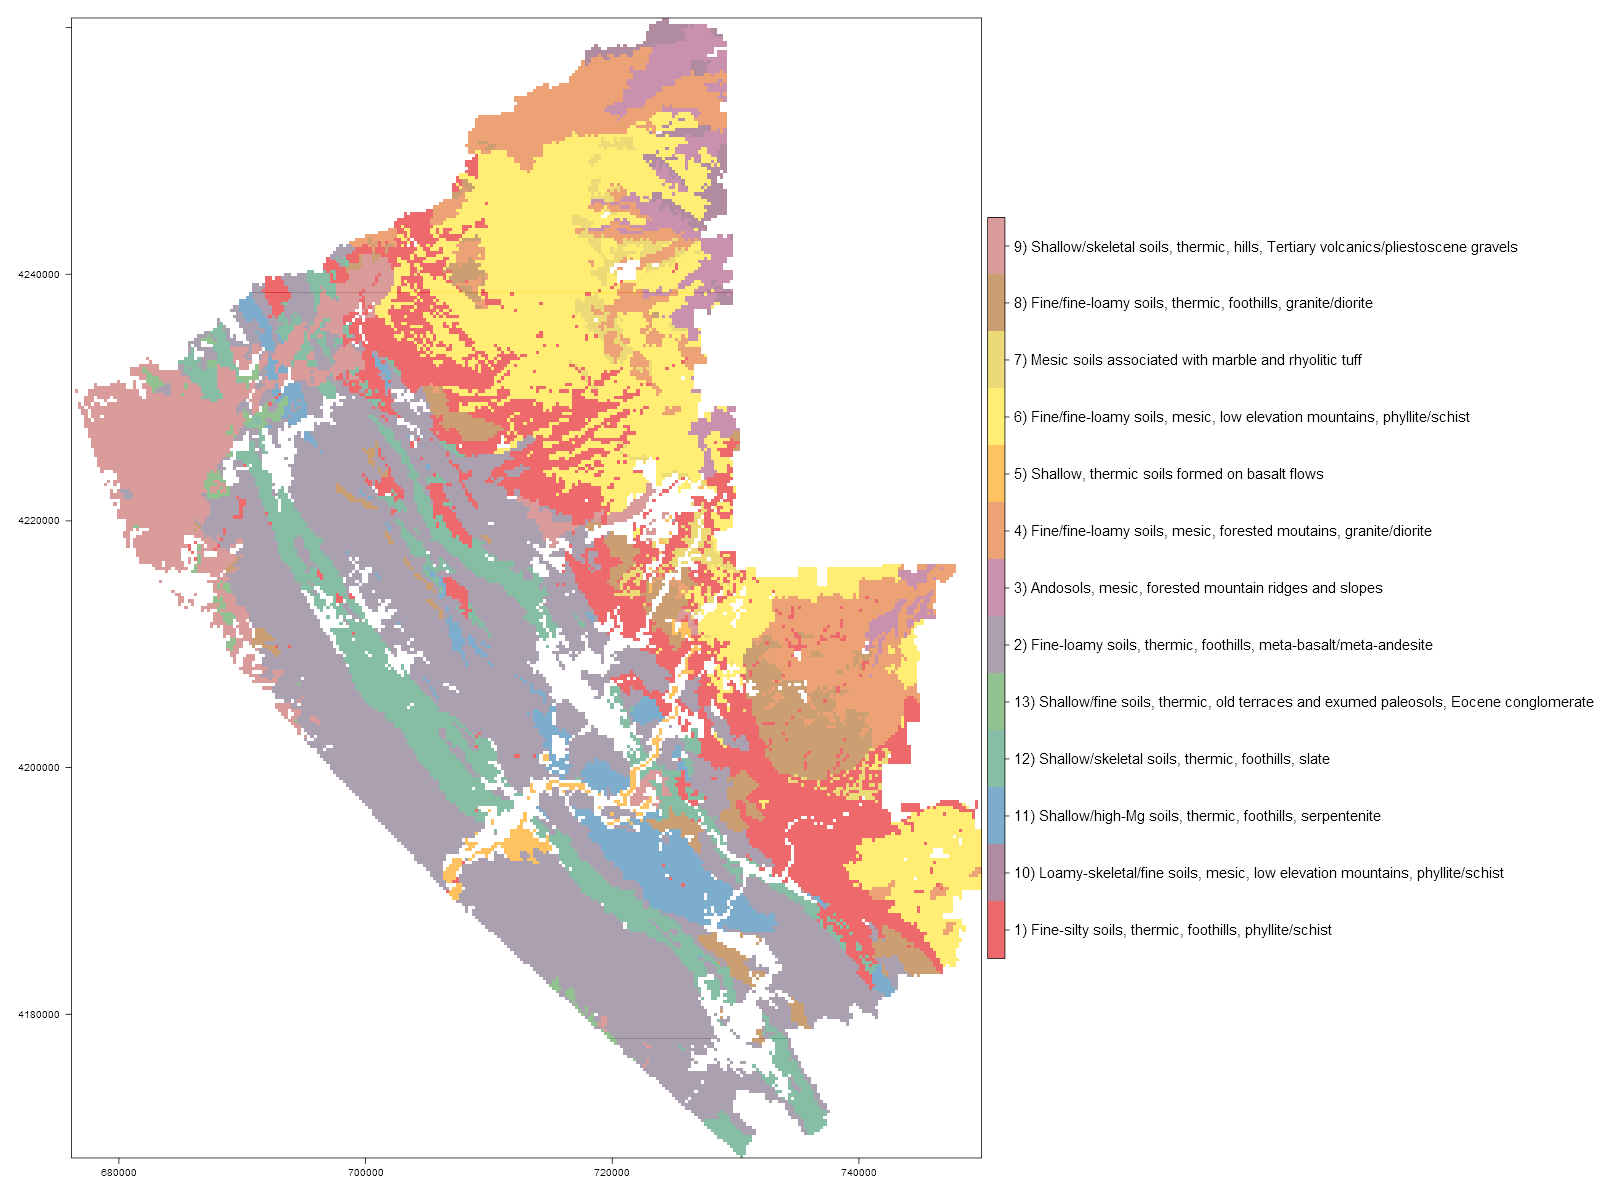 9) Shallow/skeletal soils, thermic, hills, Tertiary volcanics/pliestoscene gravels
8) Fine/fine-loamy soils, thermic, foothills, granite/diorite
7) Mesic soils associated with marble and rhyolitic tuff
6) Fine/fine-loamy soils, mesic, low elevation mountains, phyllite/schist
5) Shallow, thermic soils formed on basalt flows
4) Fine/fine-loamy soils, mesic, forested moutains, granite/diorite
3) Andosols, mesic, forested mountain ridges and slopes
2) Fine-loamy soils, thermic, foothills, meta-basalt/meta-andesite
13) Shallow/fine soils, thermic, old terraces and exumed paleosols, Eocene conglomerate
12) Shallow/skeletal soils, thermic, foothills, slate
11) Shallow/high-Mg soils, thermic, foothills, serpentenite
10) Loamy-skeletal/fine soils, mesic, low elevation mountains, phyllite/schist
1) Fine-silty soils, thermic, foothills, phyllite/schist
4240000
4220000
4200000
4180000
680000
700000
720000
740000